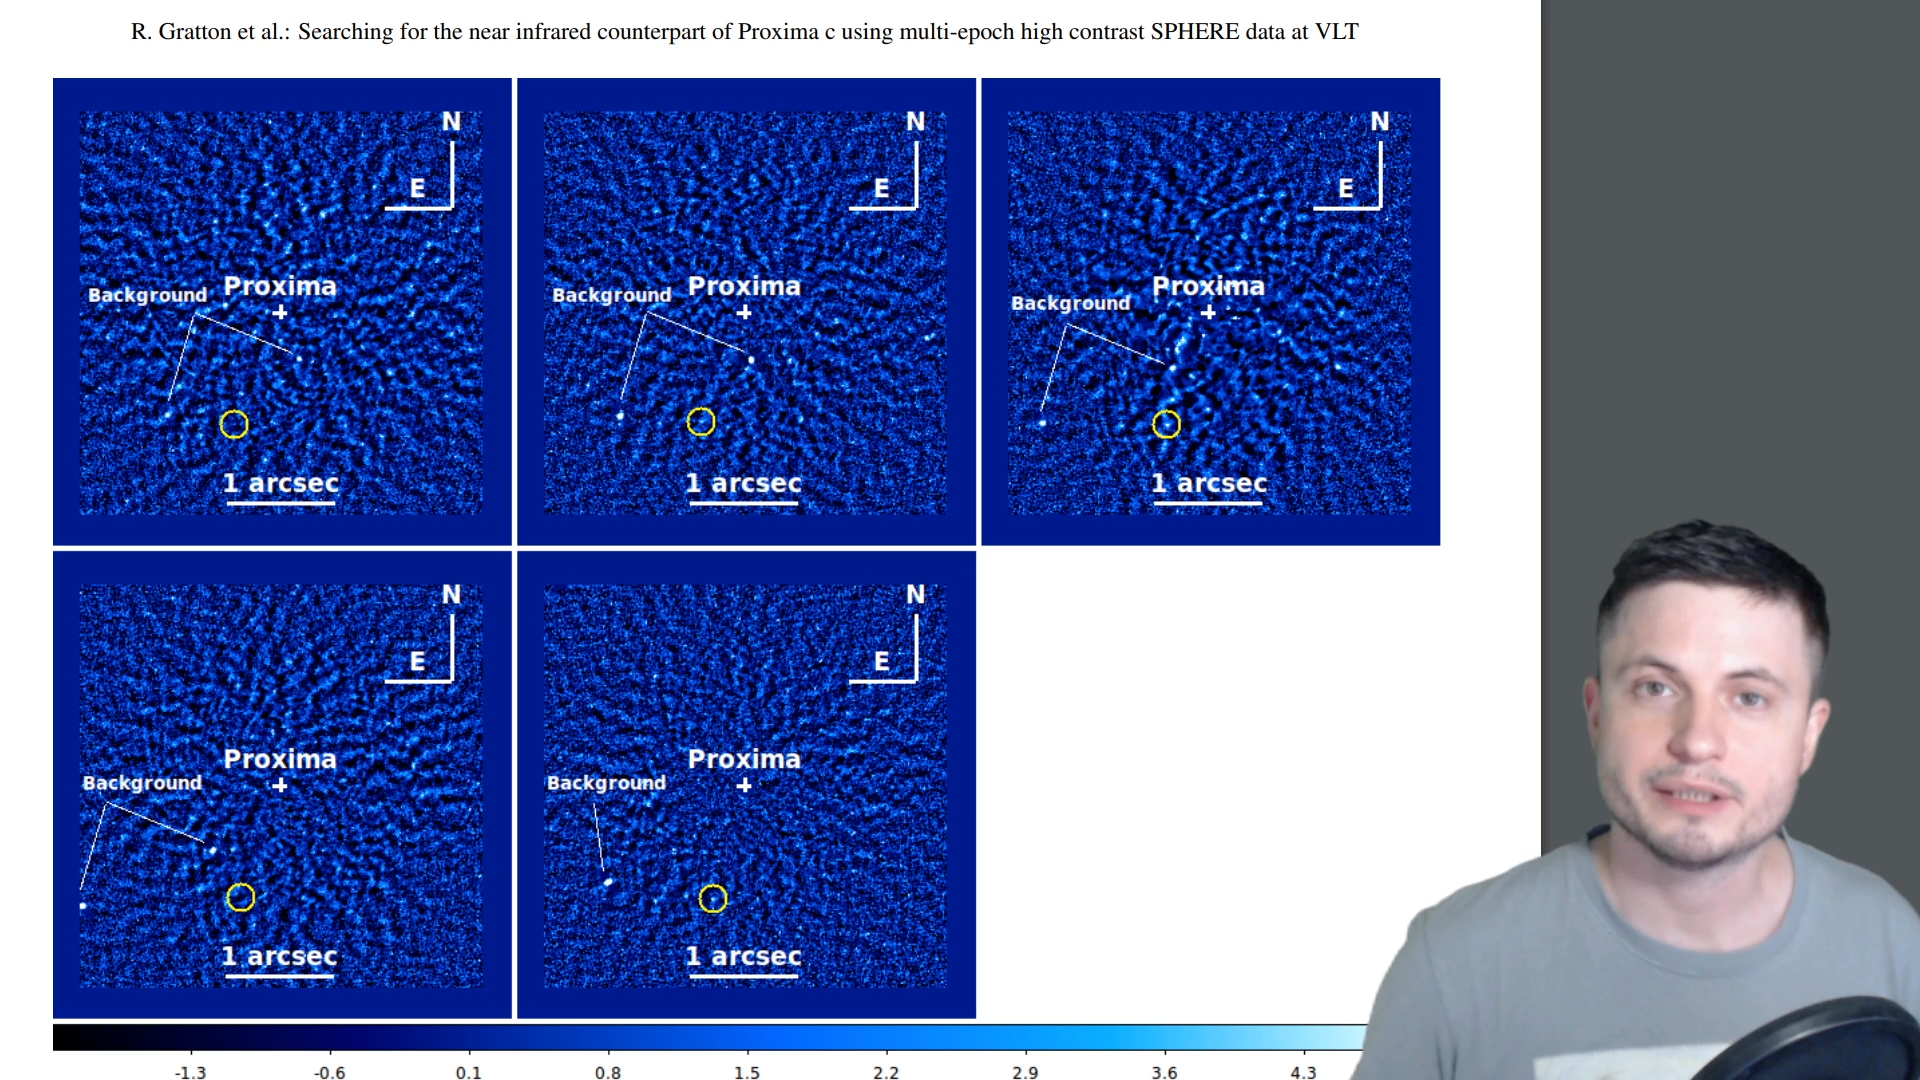 R. Gratton et al.: Searching for the near infrared counterpart of Proxima c using multi-epoch high contrast SPHERE data at VLT
N
E
Proxima
Background
1 arcsec
N
E
Proxima
Background
1 arcsec
N
E
Proxima
Background
1 arcsec
N
E
Proxima
Background
1 arcsec
N
E
Proxima
Background
1 arcsec
-1.3 -0.6 0.1 0.8 1.5 2.2 2.9 3.6 4.3